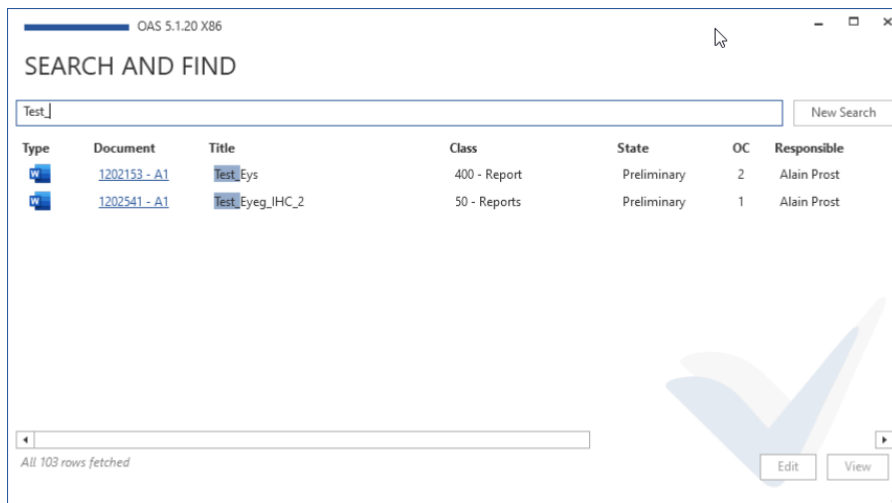 OAS 5.1.20 X86
SEARCH AND FIND
Test_
New Search
Type Document Title Class State OC Responsible
W 1202153 - A1 Test_Eys 400 - Report Preliminary 2 Alain Prost
W 1202541 - A1 Test_Eyeg_IHC_2 50 - Reports Preliminary 1 Alain Prost
All 103 rows fetched
Edit View